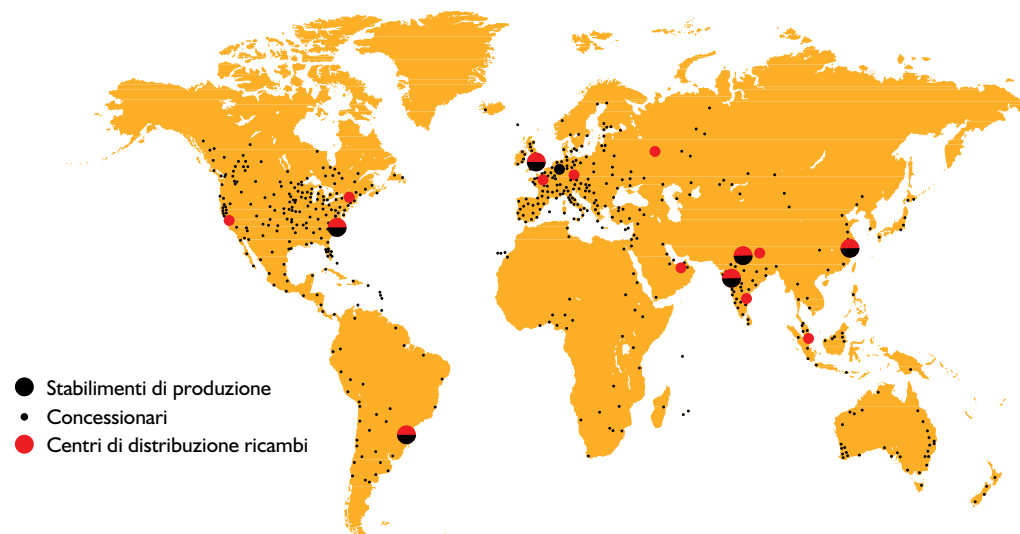 Stabilimenti di produzione
Concessionari
Centri di distribuzione ricambi